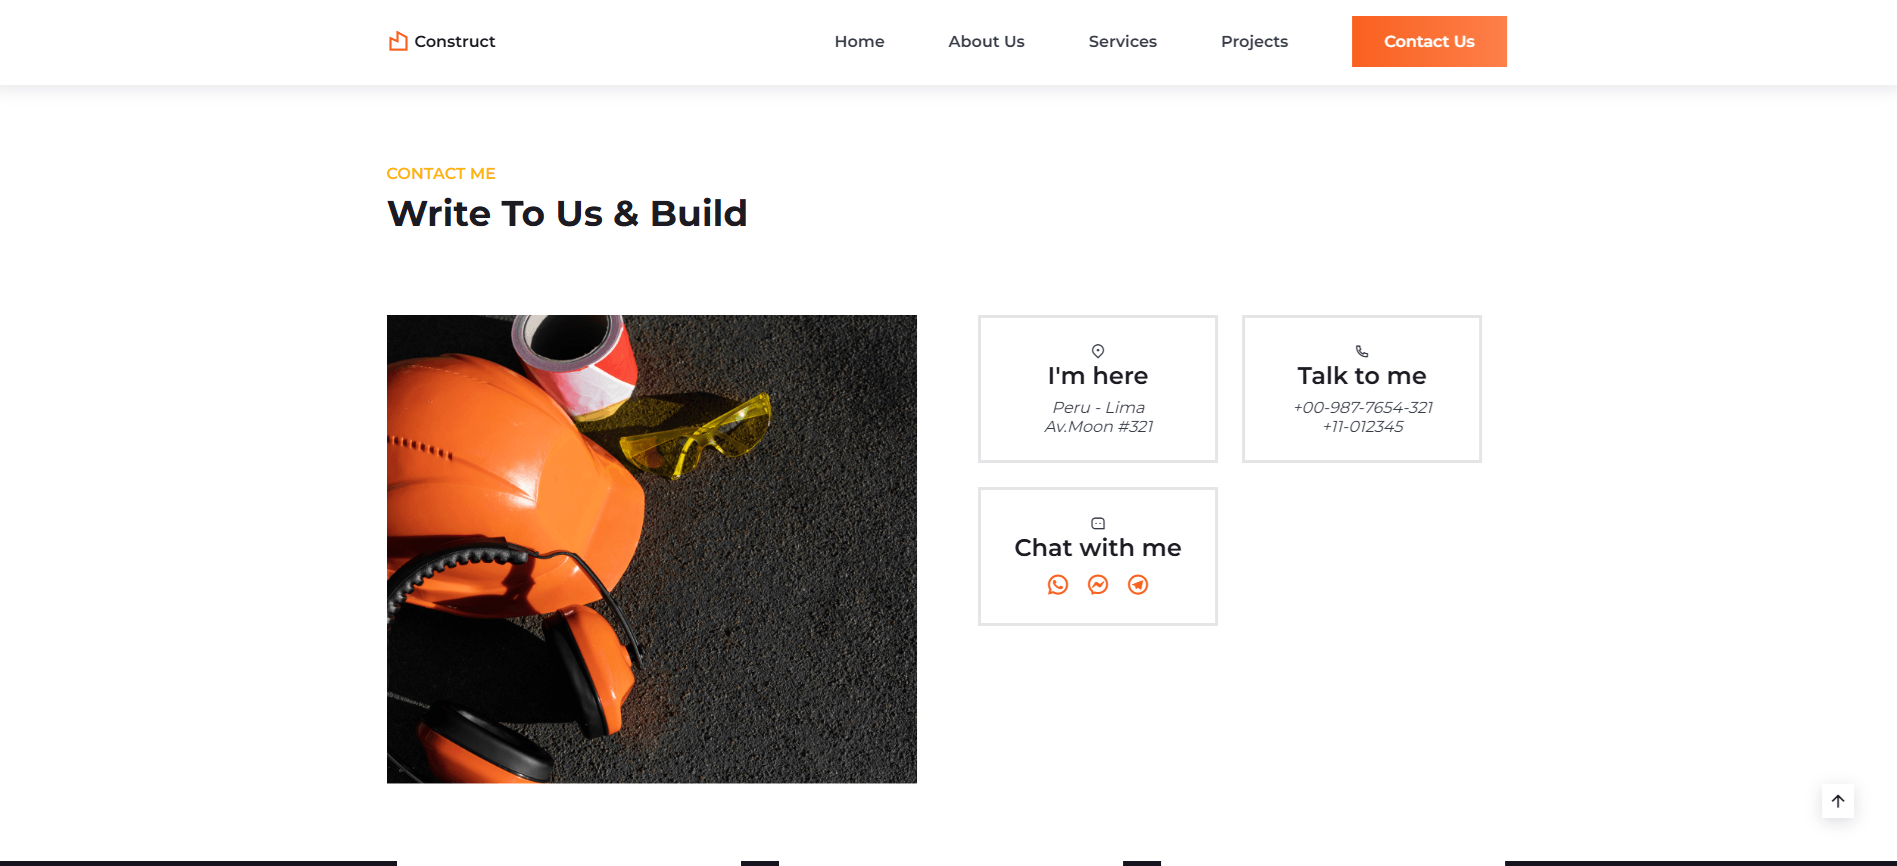 Construct
Home
About Us
Services
Projects
Contact Us
CONTACT ME
Write To Us & Build
I'm here
Peru - Lima
Av.Moon #321
Talk to me
+00-987-7654-321
+11-012345
Chat with me